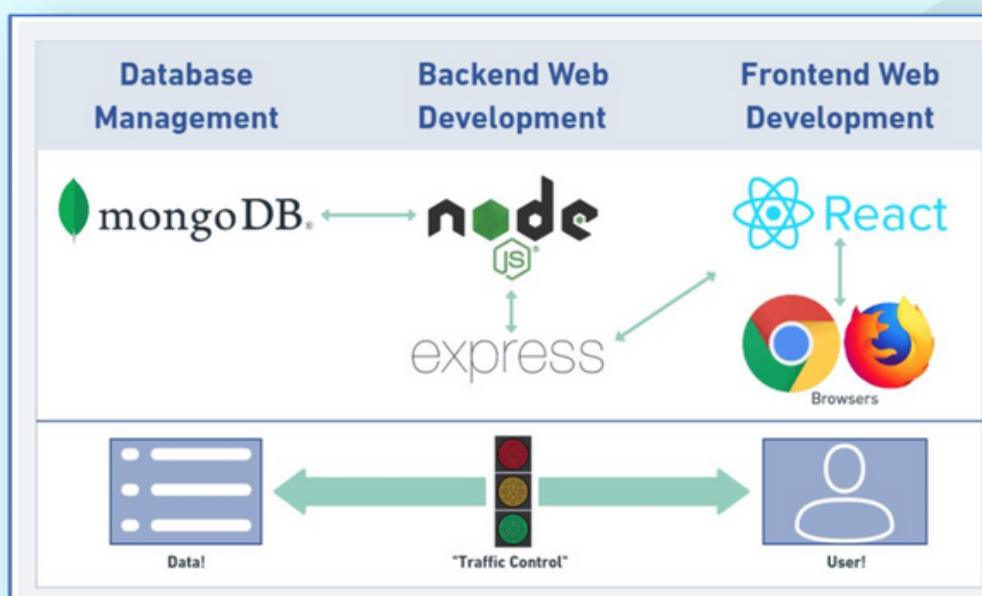 Database
Management
Backend Web
Development
Frontend Web
Development
mongoDB®
node
JS®
React
express
Browsers
Data!
"Traffic Control"
User!